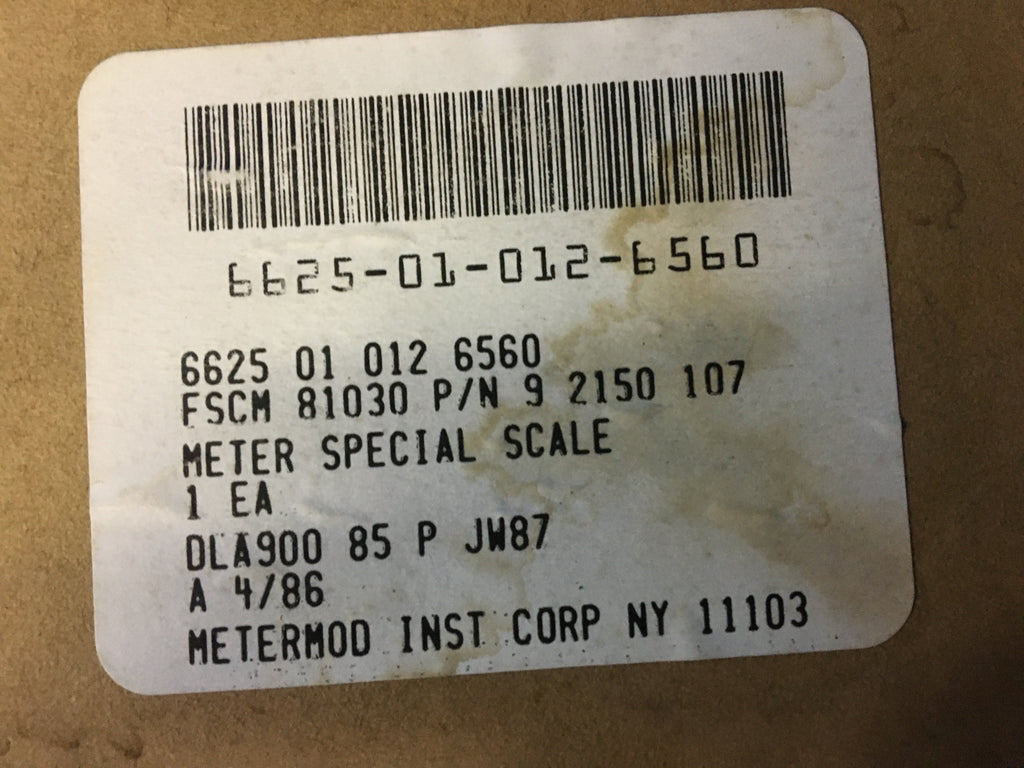 6625-01-012-6560
6625 01 012 6560
FSCM 81030 P/N 9 2150 107
METER SPECIAL SCALE
1 EA
DLA900 85 P JW87
A 4/86
METERMOD INST CORP NY 11103